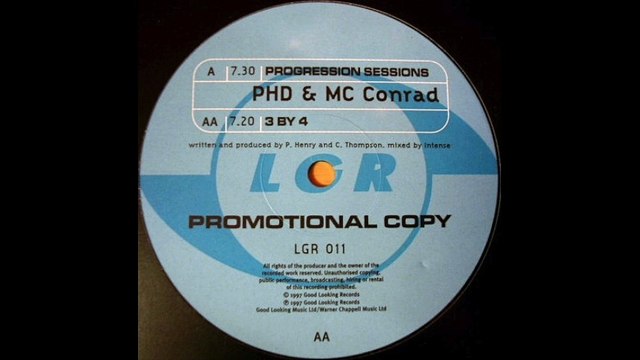 A 7.30 PROGRESSION SESSIONS
PHD & MC Conrad
AA 7.20 3 BY 4
written and produced by P. Henry and C. Thompson, mixed by Intense
LGR
PROMOTIONAL COPY
LGR 011
All rights of the producer and the owner of the
recorded work reserved. Unauthorised copying,
public performance, broadcasting, hiring or rental
of this recording prohibited.
© 1997 Good Looking Records
℗ 1997 Good Looking Records
Good Looking Music Ltd/Warner Chappell Music Ltd
AA